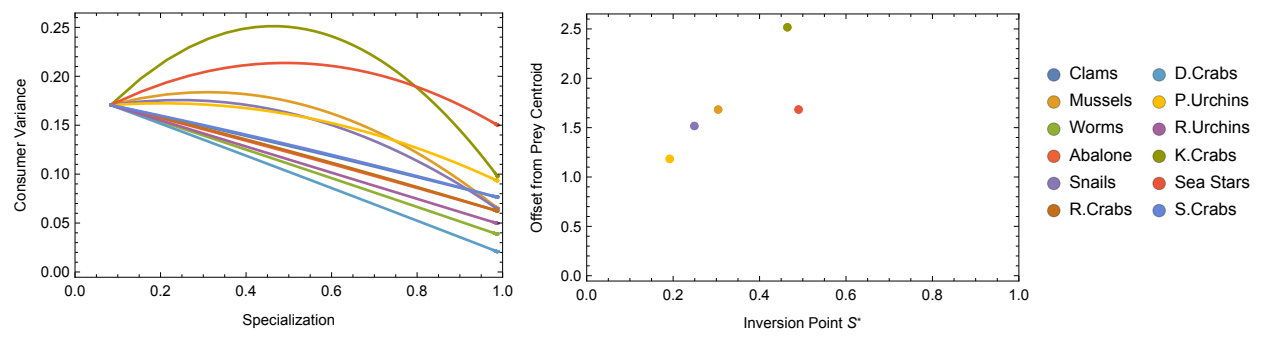 0.25
0.20
0.15
0.10
0.05
0.00
Consumer Variance
0.0 0.2 0.4 0.6 0.8 1.0
Specialization
2.5
2.0
1.5
1.0
0.5
0.0
Offset from Prey Centroid
0.0 0.2 0.4 0.6 0.8 1.0
Inversion Point S*
Clams
Mussels
Worms
Abalone
Snails
R.Crabs
D.Crabs
P.Urchins
R.Urchins
K.Crabs
Sea Stars
S.Crabs